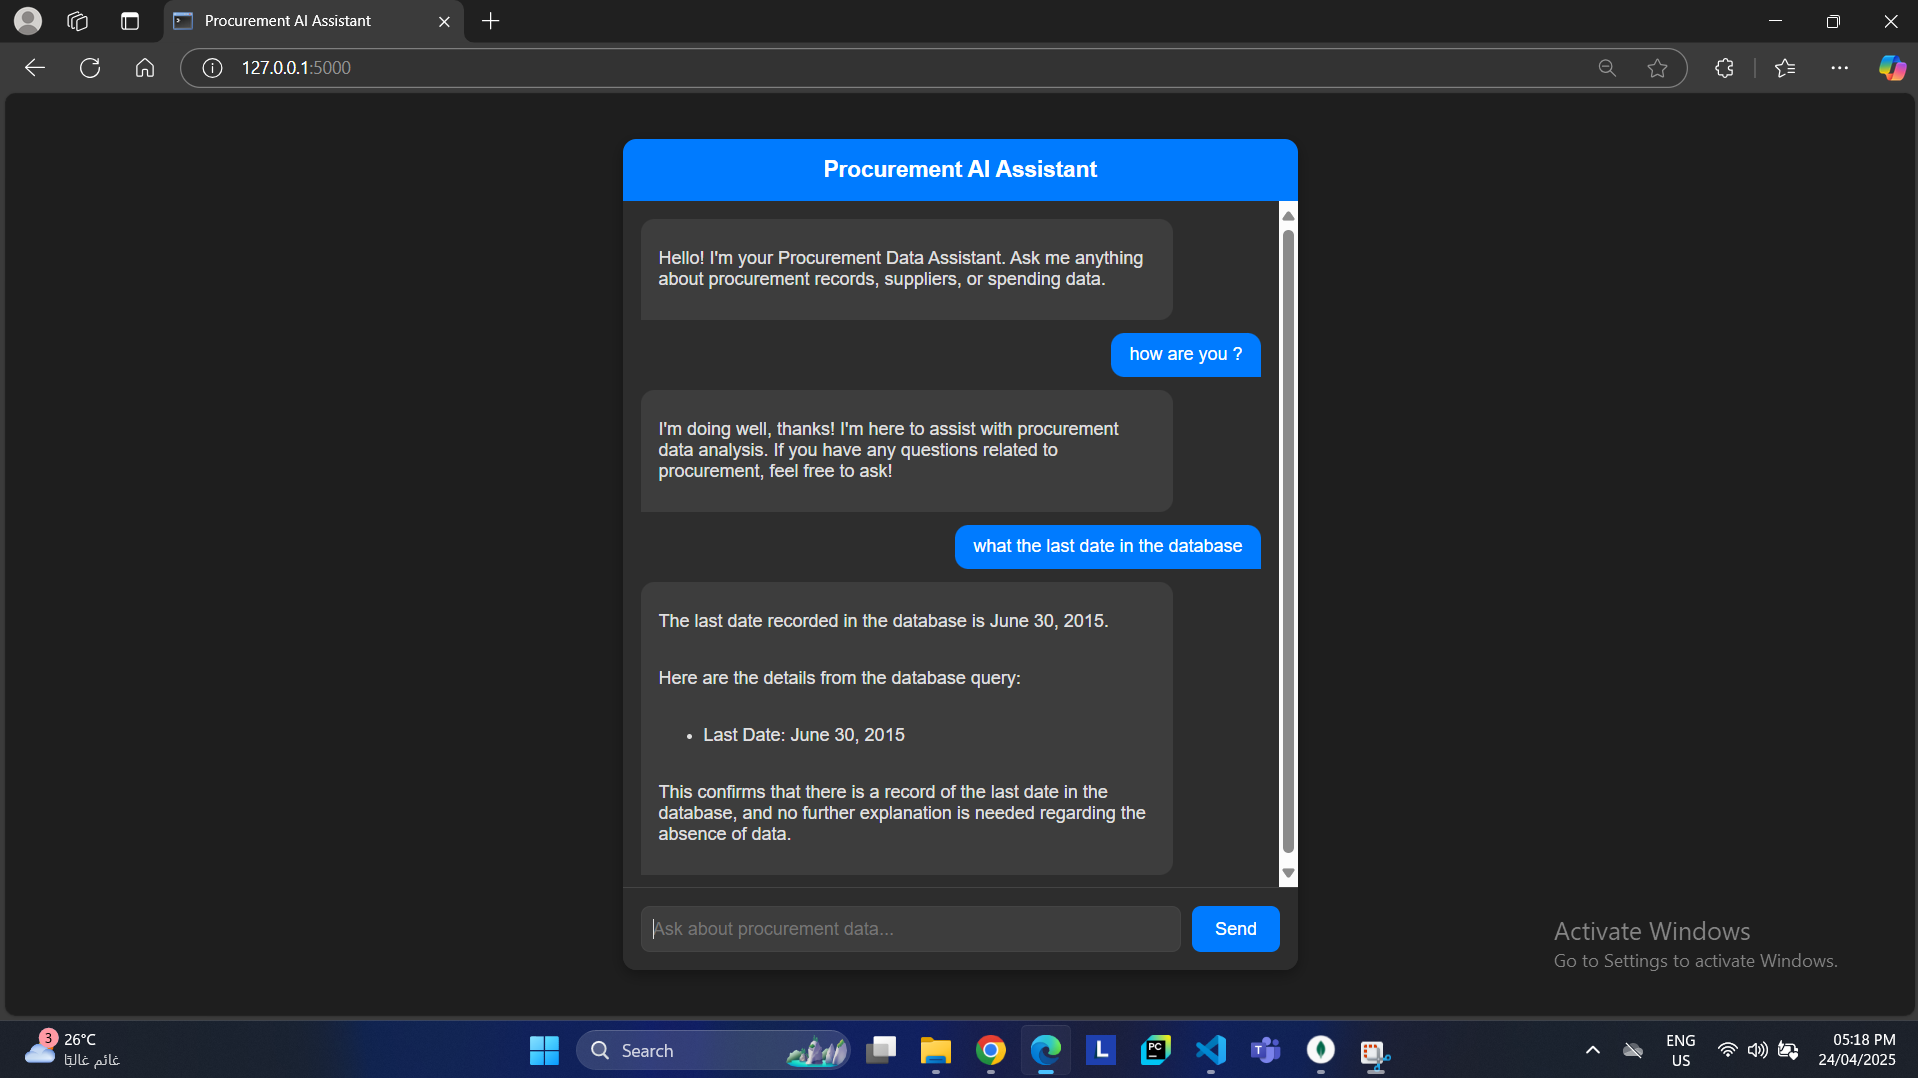 Procurement AI Assistant
127.0.0.1:5000
Procurement AI Assistant
Hello! I'm your Procurement Data Assistant. Ask me anything
about procurement records, suppliers, or spending data.
how are you ?
I'm doing well, thanks! I'm here to assist with procurement
data analysis. If you have any questions related to
procurement, feel free to ask!
what the last date in the database
The last date recorded in the database is June 30, 2015.
Here are the details from the database query:
• Last Date: June 30, 2015
This confirms that there is a record of the last date in the
database, and no further explanation is needed regarding the
absence of data.
Ask about procurement data...
Send
Activate Windows
Go to Settings to activate Windows.
3
26°C
غائم غالبًا
Search
L
PC
T
ENG
US
05:18 PM
24/04/2025